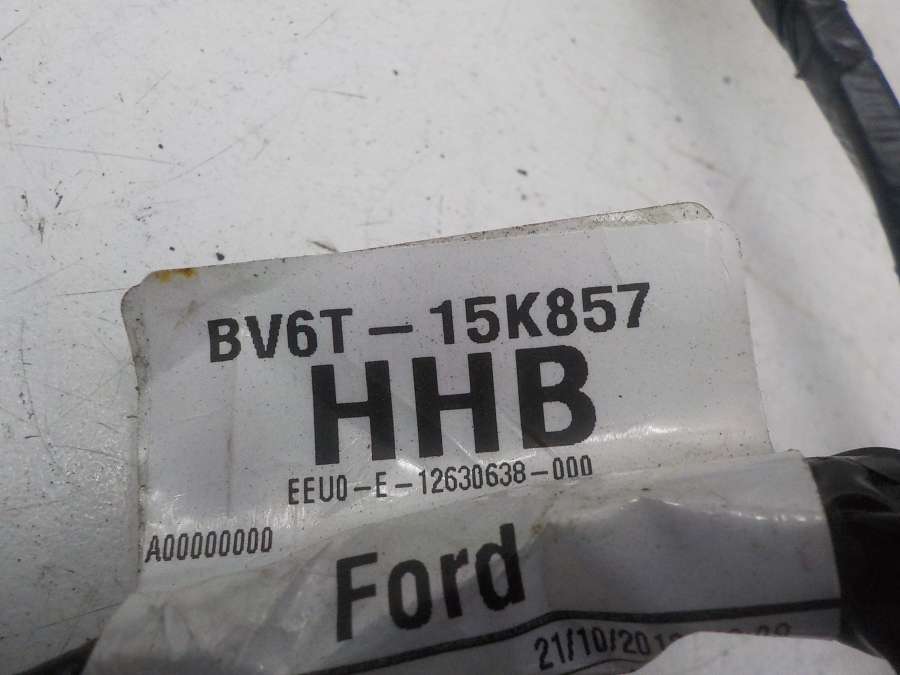 BV6T-15K857
HHB
EEU0-E-12630638-000
A00000000
Ford